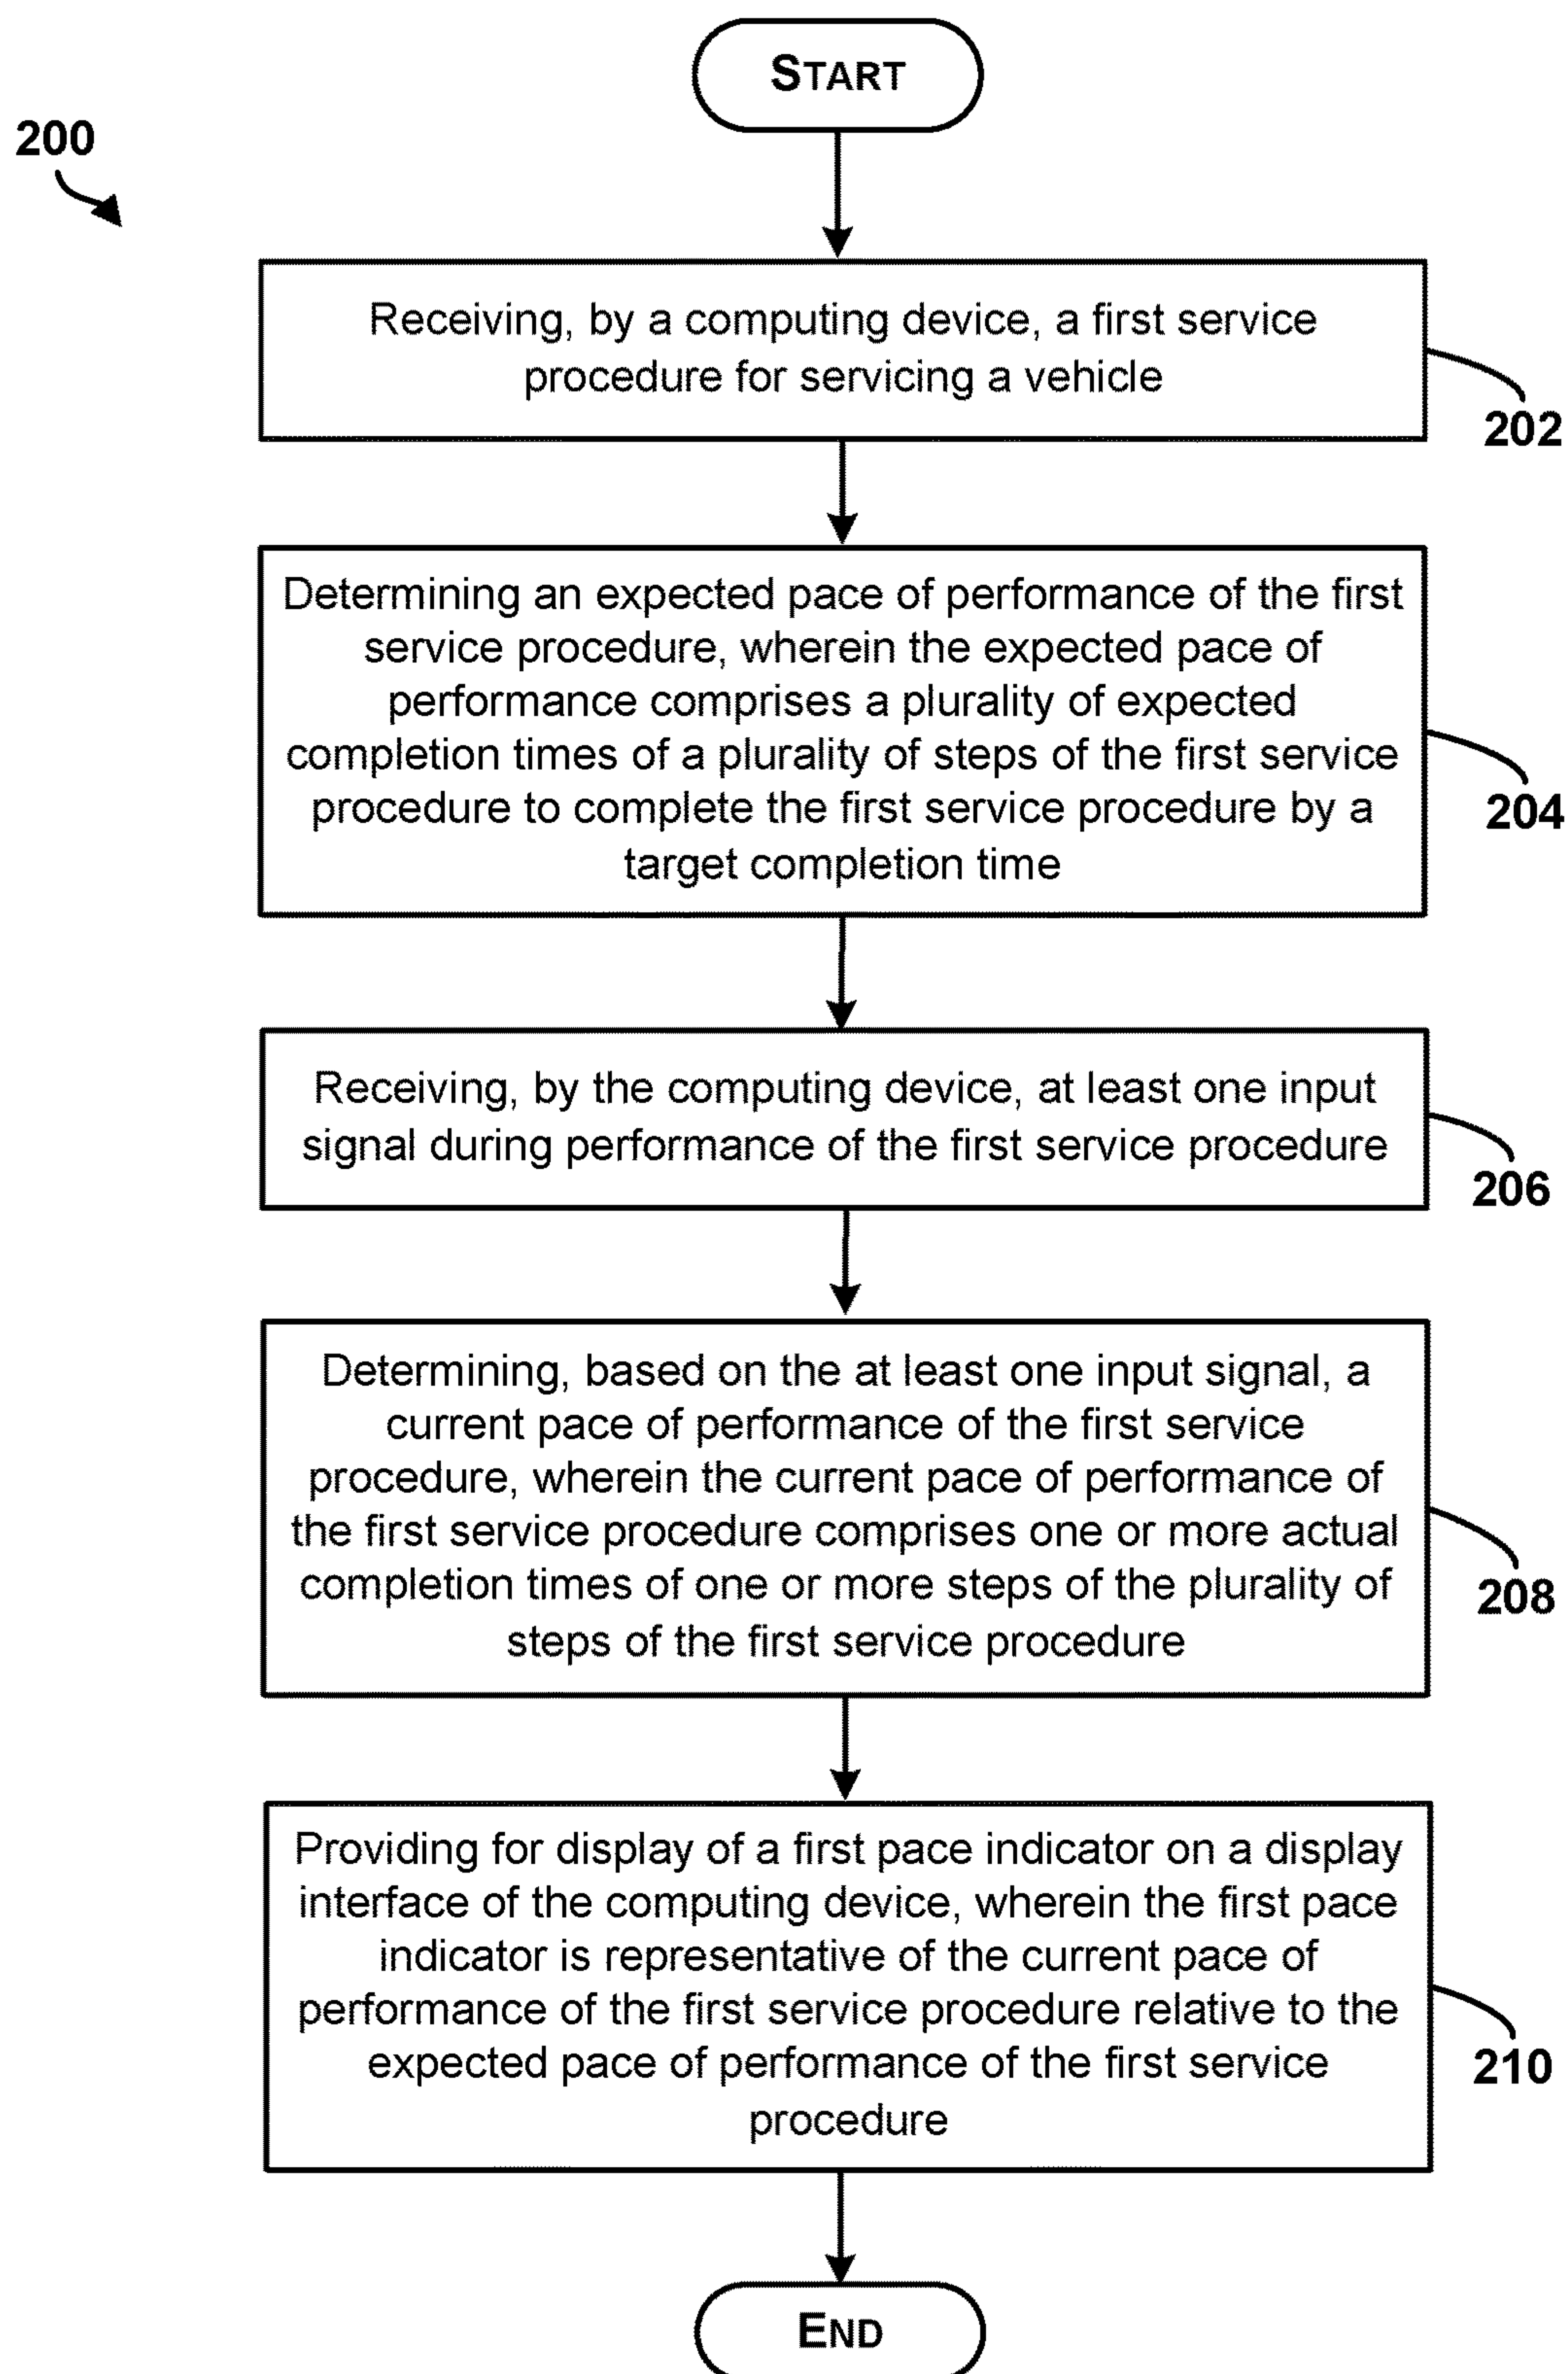 START
200
Receiving, by a computing device, a first service
procedure for servicing a vehicle
202
Determining an expected pace of performance of the first
service procedure, wherein the expected pace of
performance comprises a plurality of expected
completion times of a plurality of steps of the first service
procedure to complete the first service procedure by a
target completion time
204
Receiving, by the computing device, at least one input
signal during performance of the first service procedure
206
Determining, based on the at least one input signal, a
current pace of performance of the first service
procedure, wherein the current pace of performance of
the first service procedure comprises one or more actual
completion times of one or more steps of the plurality of
steps of the first service procedure
208
Providing for display of a first pace indicator on a display
interface of the computing device, wherein the first pace
indicator is representative of the current pace of
performance of the first service procedure relative to the
expected pace of performance of the first service
procedure
210
END